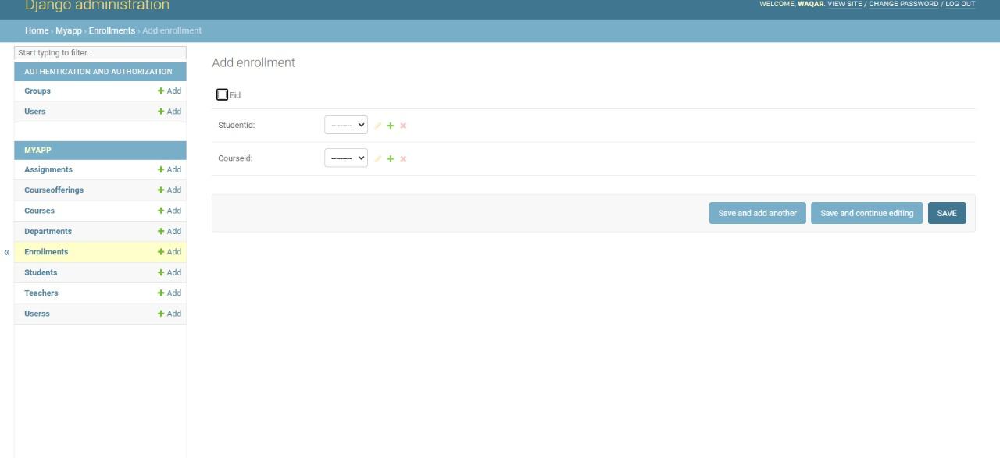 Django administration
WELCOME, WAQAR. VIEW SITE / CHANGE PASSWORD / LOG OUT
Home › Myapp › Enrollments › Add enrollment
Start typing to filter...
AUTHENTICATION AND AUTHORIZATION
Groups + Add
Users + Add
MYAPP
Assignments + Add
Courseofferings + Add
Courses + Add
Departments + Add
Enrollments + Add
Students + Add
Teachers + Add
Userss + Add
«
Add enrollment
Eid
Studentid: ---------
Courseid: ---------
Save and add another Save and continue editing SAVE